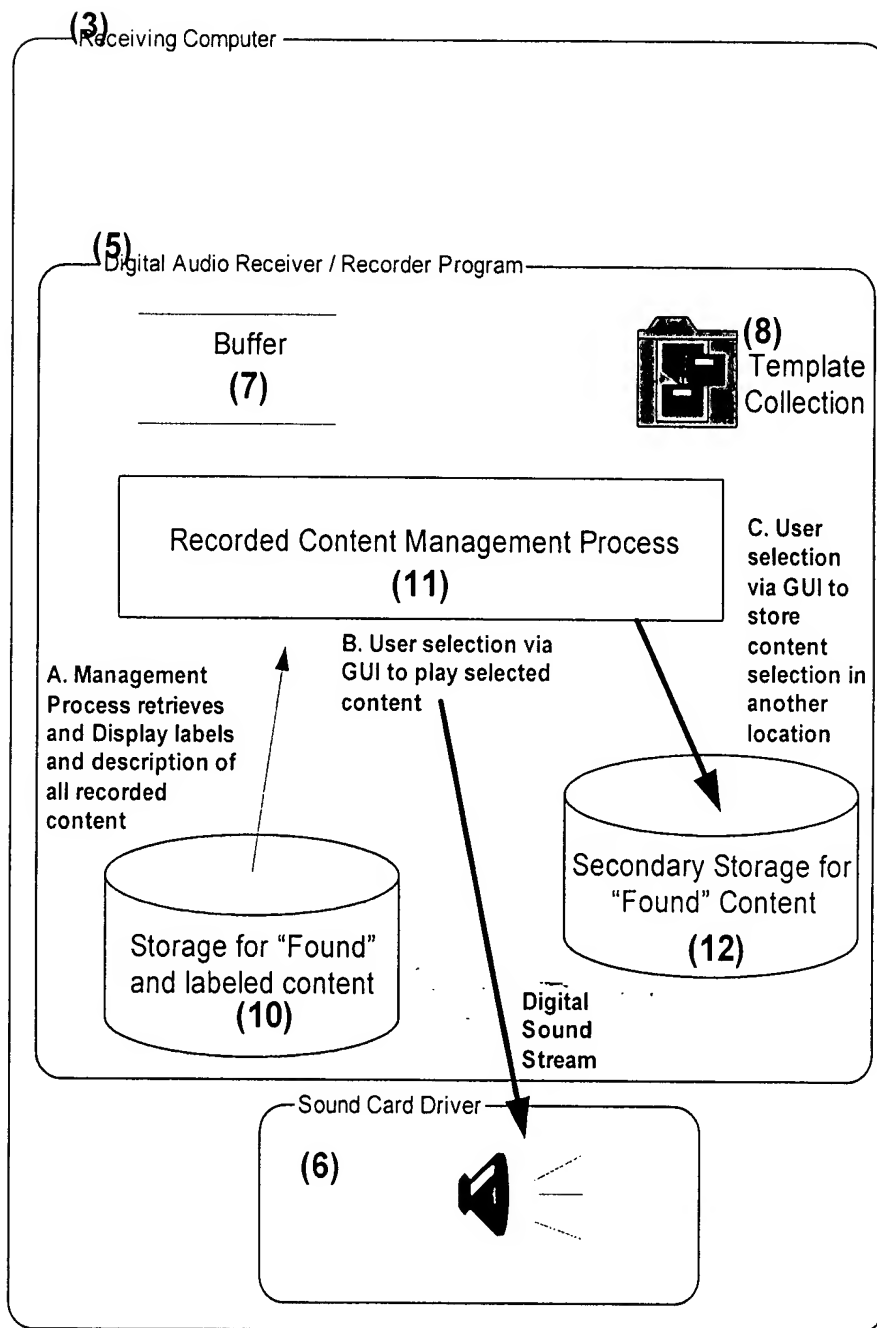 (3)
Receiving Computer
(5)
Digital Audio Receiver / Recorder Program
Buffer
(7)
(8)
Template
Collection
Recorded Content Management Process
(11)
A. Management
Process retrieves
and Display labels
and description of
all recorded
content
B. User selection via
GUI to play selected
content
C. User
selection
via GUI to
store
content
selection in
another
location
Storage for "Found"
and labeled content
(10)
Secondary Storage for
"Found" Content
(12)
Digital
Sound
Stream
Sound Card Driver
(6)